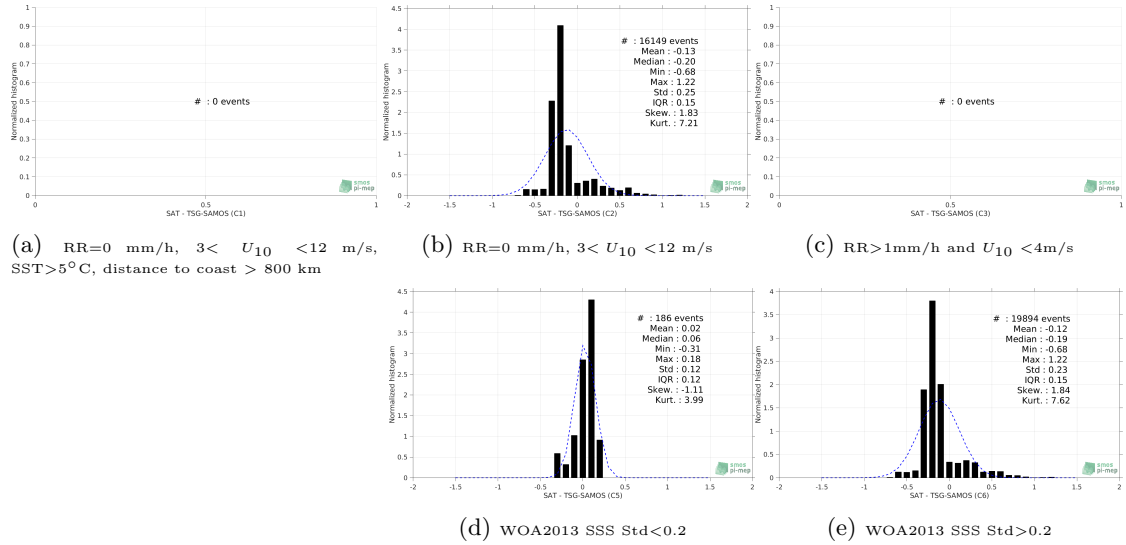 1
0.9
0.8
0.7
0.6
0.5
0.4
0.3
0.2
0.1
0
Normalized histogram
# : 0 events
smos
pi-mep
0 0.5 1
SAT - TSG-SAMOS (C1)
4.5
4
3.5
3
2.5
2
1.5
1
0.5
0
Normalized histogram
# : 16149 events
Mean : -0.13
Median : -0.20
Min : -0.68
Max : 1.22
Std : 0.25
IQR : 0.15
Skew. : 1.83
Kurt. : 7.21
smos
pi-mep
-2 -1.5 -1 -0.5 0 0.5 1 1.5 2
SAT - TSG-SAMOS (C2)
1
0.9
0.8
0.7
0.6
0.5
0.4
0.3
0.2
0.1
0
Normalized histogram
# : 0 events
smos
pi-mep
0 0.5 1
SAT - TSG-SAMOS (C3)
(a) RR=0 mm/h, 3< U10 <12 m/s,
SST>5°C, distance to coast > 800 km
(b) RR=0 mm/h, 3< U10 <12 m/s
(c) RR>1mm/h and U10 <4m/s
4.5
4
3.5
3
2.5
2
1.5
1
0.5
0
Normalized histogram
# : 186 events
Mean : 0.02
Median : 0.06
Min : -0.31
Max : 0.18
Std : 0.12
IQR : 0.12
Skew. : -1.11
Kurt. : 3.99
smos
pi-mep
-2 -1.5 -1 -0.5 0 0.5 1 1.5 2
SAT - TSG-SAMOS (C5)
4
3.5
3
2.5
2
1.5
1
0.5
0
Normalized histogram
# : 19894 events
Mean : -0.12
Median : -0.19
Min : -0.68
Max : 1.22
Std : 0.23
IQR : 0.15
Skew. : 1.84
Kurt. : 7.62
smos
pi-mep
-2 -1.5 -1 -0.5 0 0.5 1 1.5 2
SAT - TSG-SAMOS (C6)
(d) WOA2013 SSS Std<0.2
(e) WOA2013 SSS Std>0.2